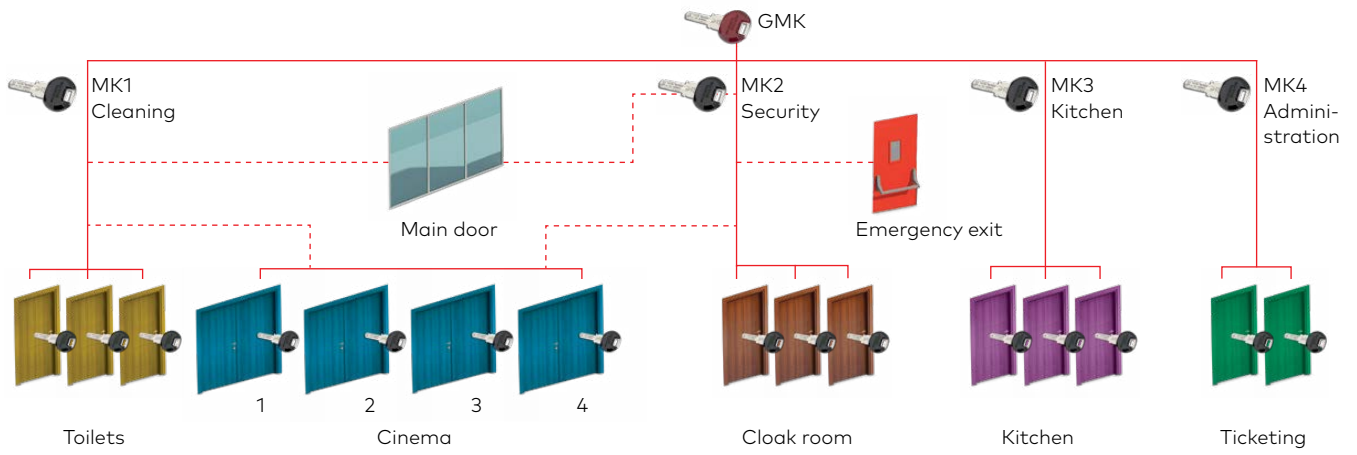 GMK
MK1
Cleaning
MK2
Security
MK3
Kitchen
MK4
Admini-
stration
Main door
Emergency exit
1
2
3
4
Toilets
Cinema
Cloak room
Kitchen
Ticketing